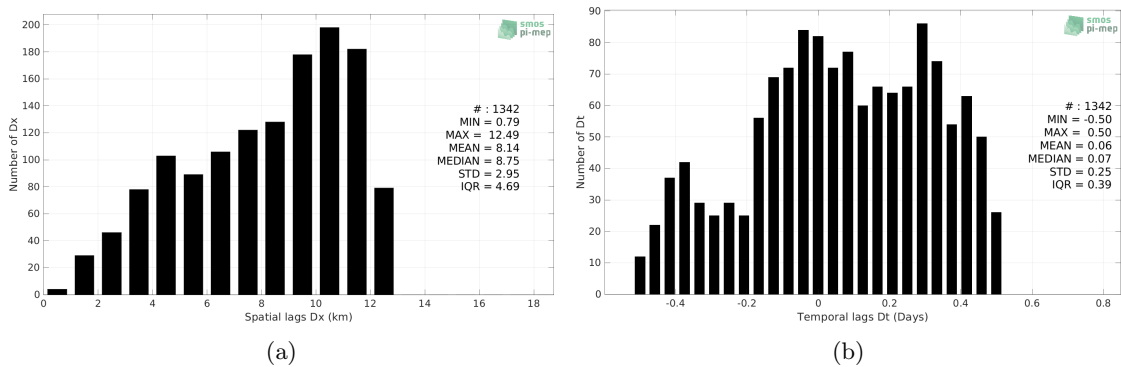 200
180
160
140
120
100
80
60
40
20
0
Number of Dx
0 2 4 6 8 10 12 14 16 18
Spatial lags Dx (km)
smos
pi-mep
# : 1342
MIN = 0.79
MAX = 12.49
MEAN = 8.14
MEDIAN = 8.75
STD = 2.95
IQR = 4.69
(a)
90
80
70
60
50
40
30
20
10
0
Number of Dt
-0.4 -0.2 0 0.2 0.4 0.6 0.8
Temporal lags Dt (Days)
smos
pi-mep
# : 1342
MIN = -0.50
MAX = 0.50
MEAN = 0.06
MEDIAN = 0.07
STD = 0.25
IQR = 0.39
(b)